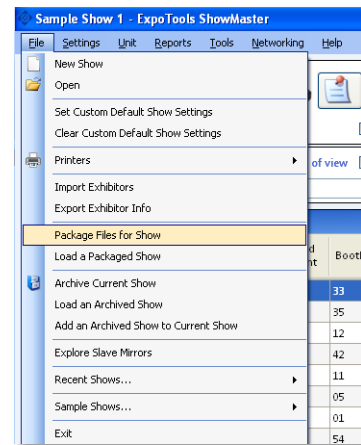 Sample Show 1 - ExpoTools ShowMaster
File Settings Unit Reports Tools Networking Help
New Show
Open
Set Custom Default Show Settings
Clear Custom Default Show Settings
Printers
of view
Import Exhibitors
Export Exhibitor Info
Package Files for Show
Load a Packaged Show
Booth
Archive Current Show
33
Load an Archived Show
35
Add an Archived Show to Current Show
12
Explore Slave Mirrors
42
Recent Shows...
11
05
Sample Shows...
01
Exit
54